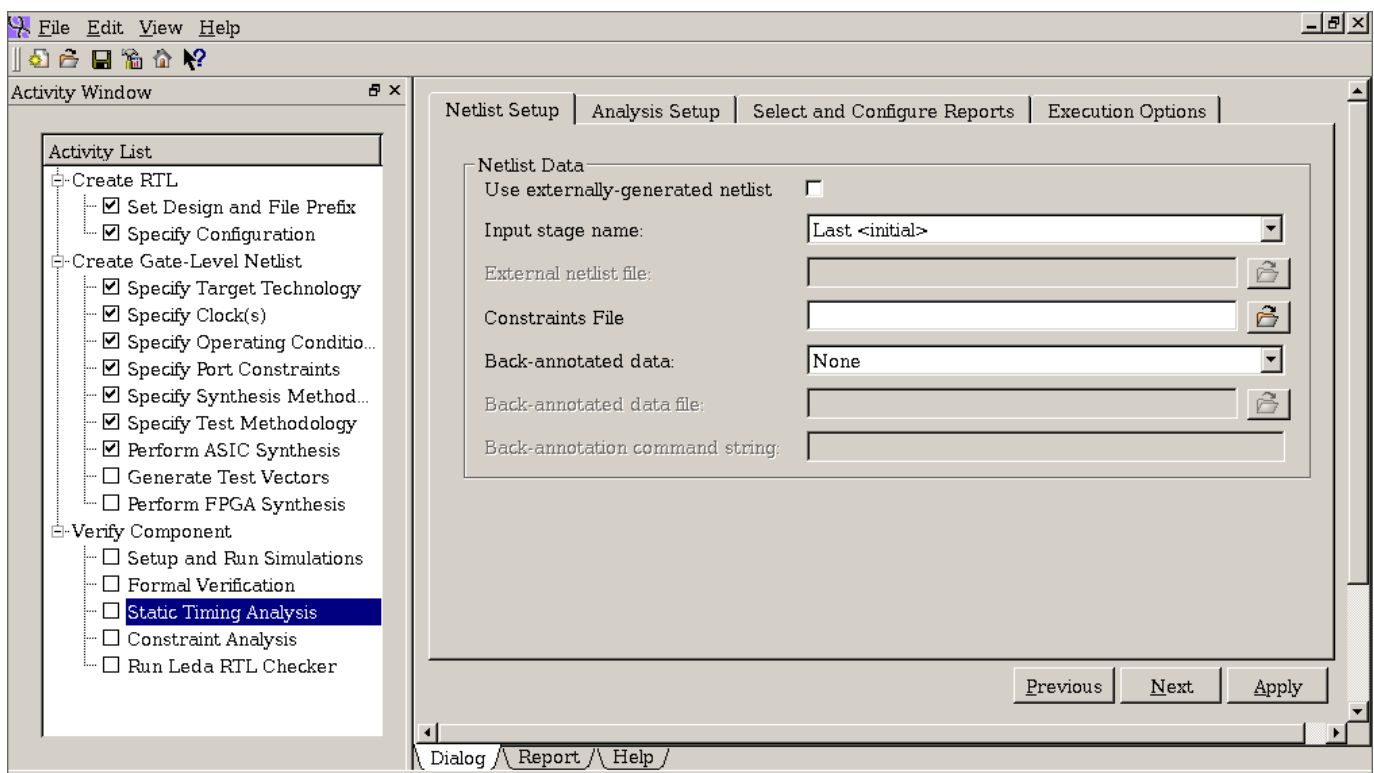 File Edit View Help
Activity Window
Activity List
Create RTL
Set Design and File Prefix
Specify Configuration
Create Gate-Level Netlist
Specify Target Technology
Specify Clock(s)
Specify Operating Conditio...
Specify Port Constraints
Specify Synthesis Method...
Specify Test Methodology
Perform ASIC Synthesis
Generate Test Vectors
Perform FPGA Synthesis
Verify Component
Setup and Run Simulations
Formal Verification
Static Timing Analysis
Constraint Analysis
Run Leda RTL Checker
Netlist Setup Analysis Setup Select and Configure Reports Execution Options
Netlist Data
Use externally-generated netlist
Input stage name: Last <initial>
External netlist file:
Constraints File
Back-annotated data: None
Back-annotated data file:
Back-annotation command string:
Previous Next Apply
Dialog Report Help